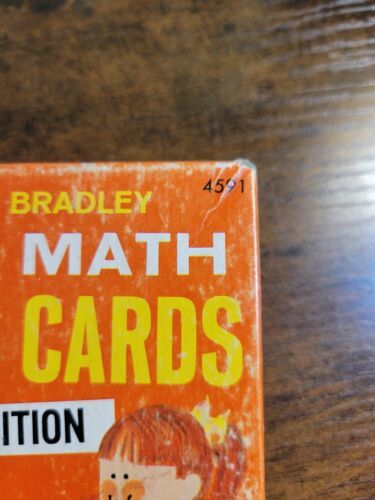 4591
BRADLEY
MATH
CARDS
ITION